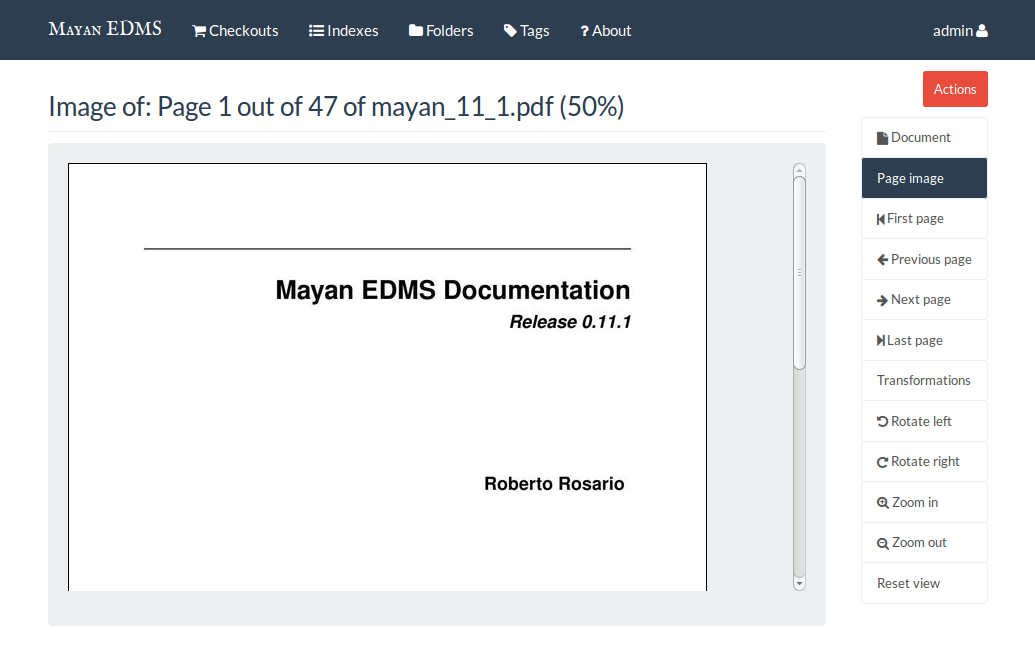 Mayan EDMS Checkouts Indexes Folders Tags ? About admin
Actions
Image of: Page 1 out of 47 of mayan_11_1.pdf (50%)
Mayan EDMS Documentation
Release 0.11.1
Roberto Rosario
Document
Page image
First page
Previous page
Next page
Last page
Transformations
Rotate left
Rotate right
Zoom in
Zoom out
Reset view